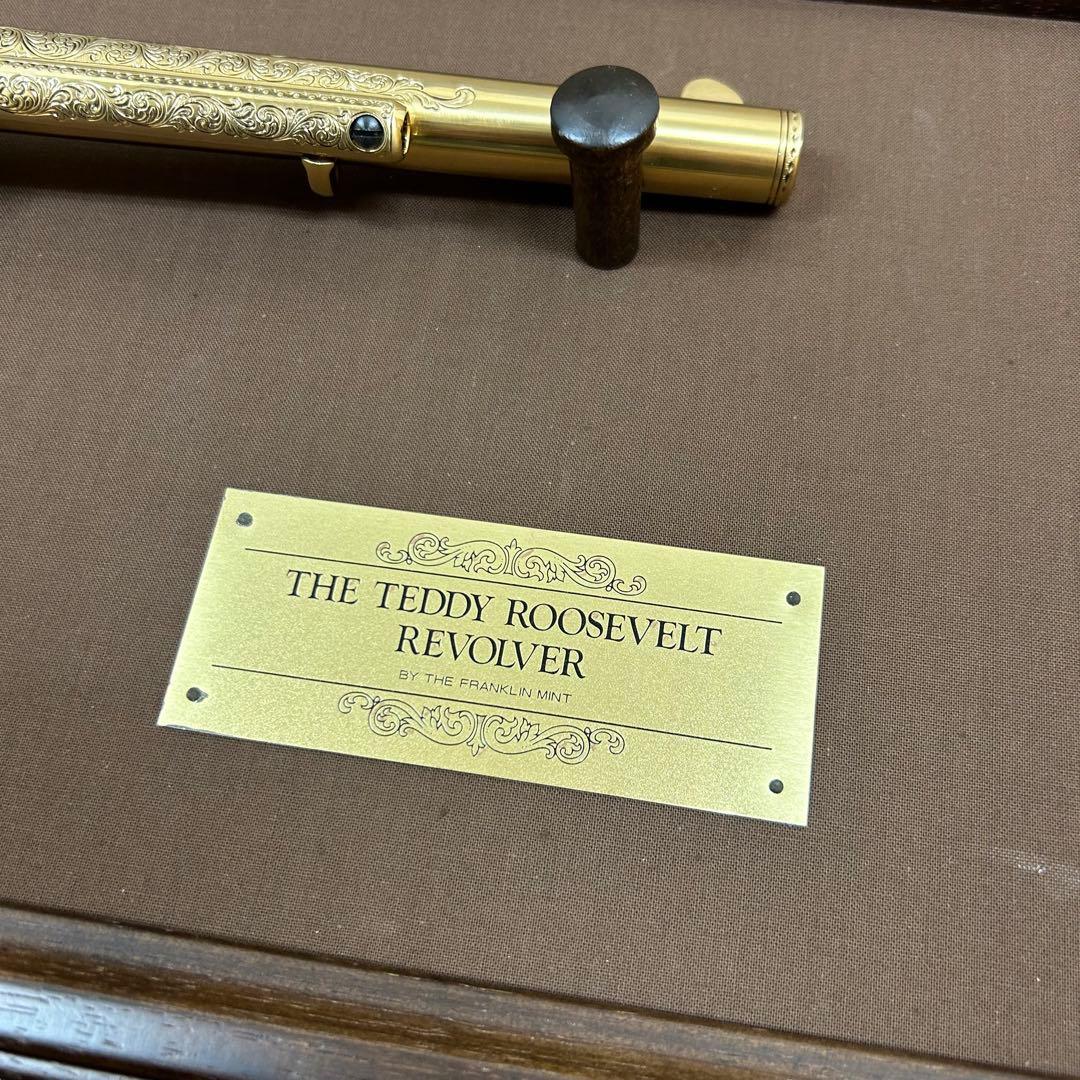 THE TEDDY ROOSEVELT
REVOLVER
BY THE FRANKLIN MINT